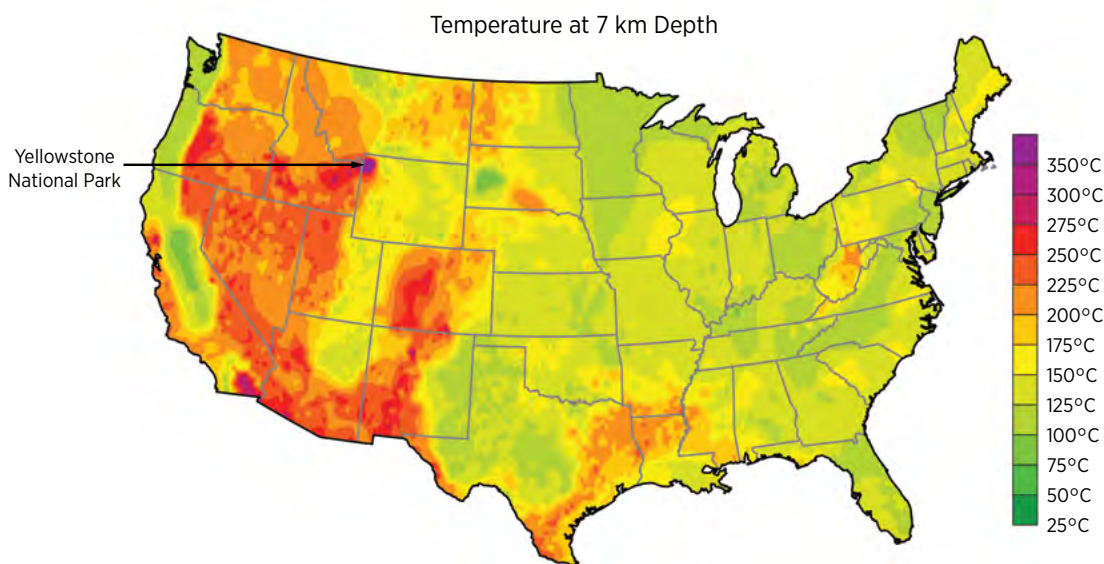 Temperature at 7 km Depth
Yellowstone
National Park
350°C
300°C
275°C
250°C
225°C
200°C
175°C
150°C
125°C
100°C
75°C
50°C
25°C